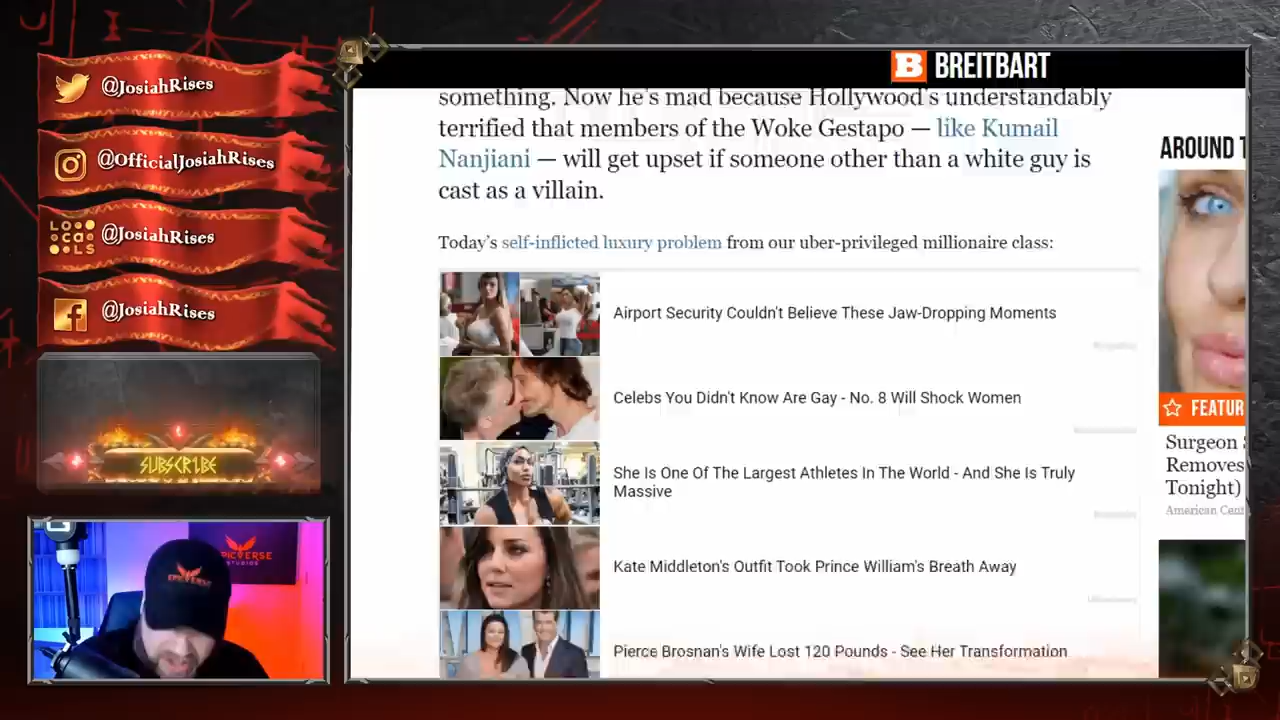 @JosiahRises
@OfficialJosiahRises
LOcaLS
@JosiahRises
@JosiahRises
SUBSCRIBE
EPICVERSE
STUDIOS
EPICVERSE
B BREITBART
something. Now he's mad because Hollywood's understandably
terrified that members of the Woke Gestapo — like Kumail
Nanjiani — will get upset if someone other than a white guy is
cast as a villain.
Today's self-inflicted luxury problem from our uber-privileged millionaire class:
Airport Security Couldn't Believe These Jaw-Dropping Moments
Celebs You Didn't Know Are Gay - No. 8 Will Shock Women
She Is One Of The Largest Athletes In The World - And She Is Truly
Massive
Kate Middleton's Outfit Took Prince William's Breath Away
Pierce Brosnan's Wife Lost 120 Pounds - See Her Transformation
AROUND
FEATUR
Surgeon
Removes
Tonight)
American Cent